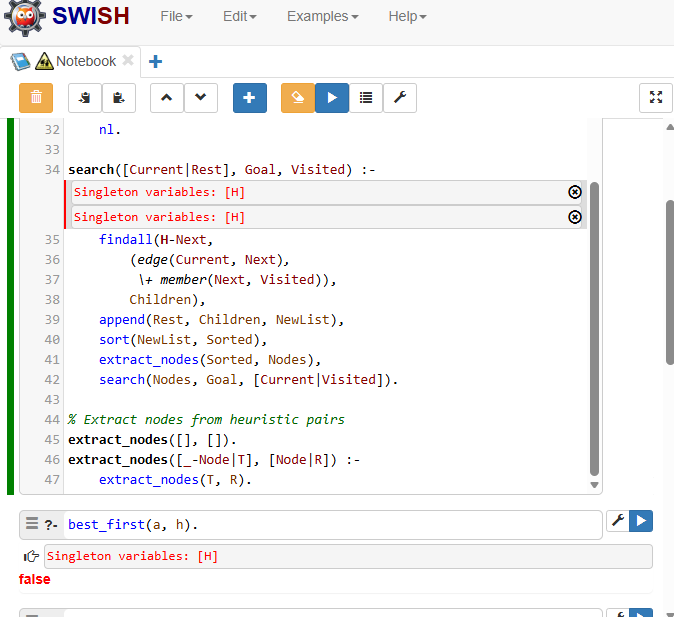 SWISH File Edit Examples Help
Notebook
32     nl.
33
34 search([Current|Rest], Goal, Visited) :-
Singleton variables: [H]
Singleton variables: [H]
35     findall(H-Next,
36         (edge(Current, Next),
37          \+ member(Next, Visited)),
38         Children),
39     append(Rest, Children, NewList),
40     sort(NewList, Sorted),
41     extract_nodes(Sorted, Nodes),
42     search(Nodes, Goal, [Current|Visited]).
43
44 % Extract nodes from heuristic pairs
45 extract_nodes([], []).
46 extract_nodes([_-Node|T], [Node|R]) :-
47     extract_nodes(T, R).
?- best_first(a, h).
Singleton variables: [H]
false